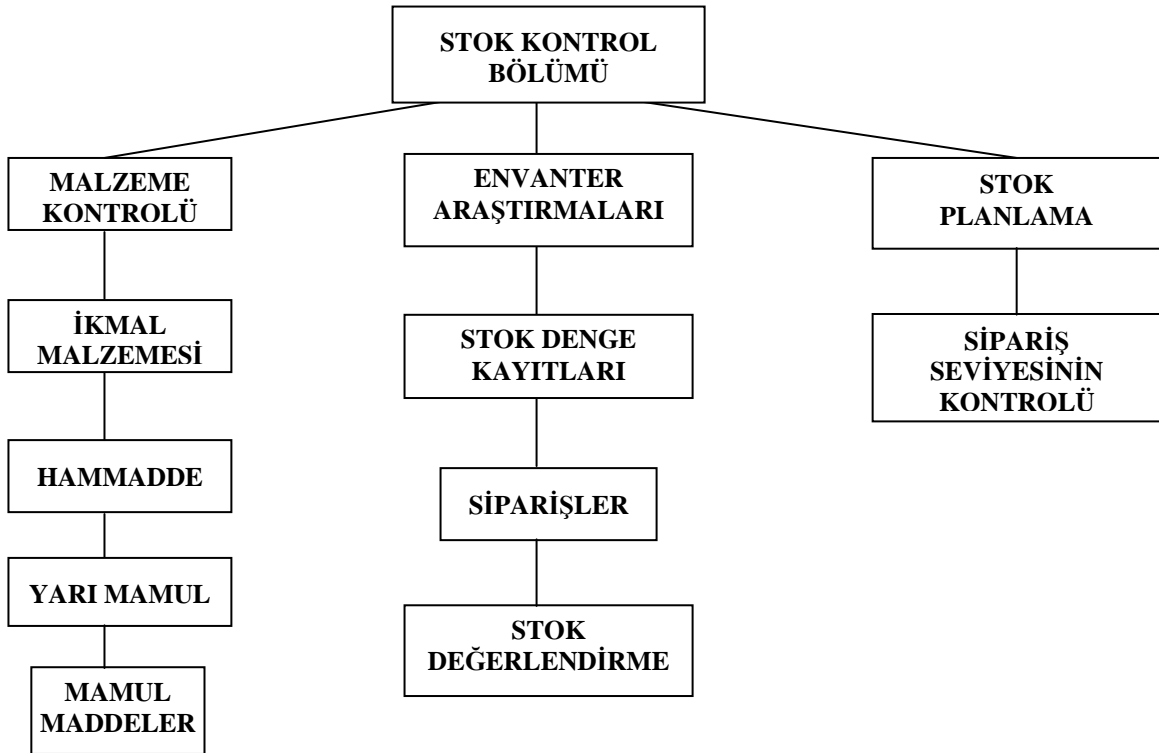 STOK KONTROL
BÖLÜMÜ
MALZEME
KONTROLÜ
ENVANTER
ARAŞTIRMALARI
STOK
PLANLAMA
İKMAL
MALZEMESİ
STOK DENGE
KAYITLARI
SİPARİŞ
SEVİYESİNİN
KONTROLÜ
HAMMADDE
SİPARİŞLER
YARI MAMUL
STOK
DEĞERLENDİRME
MAMUL
MADDELER